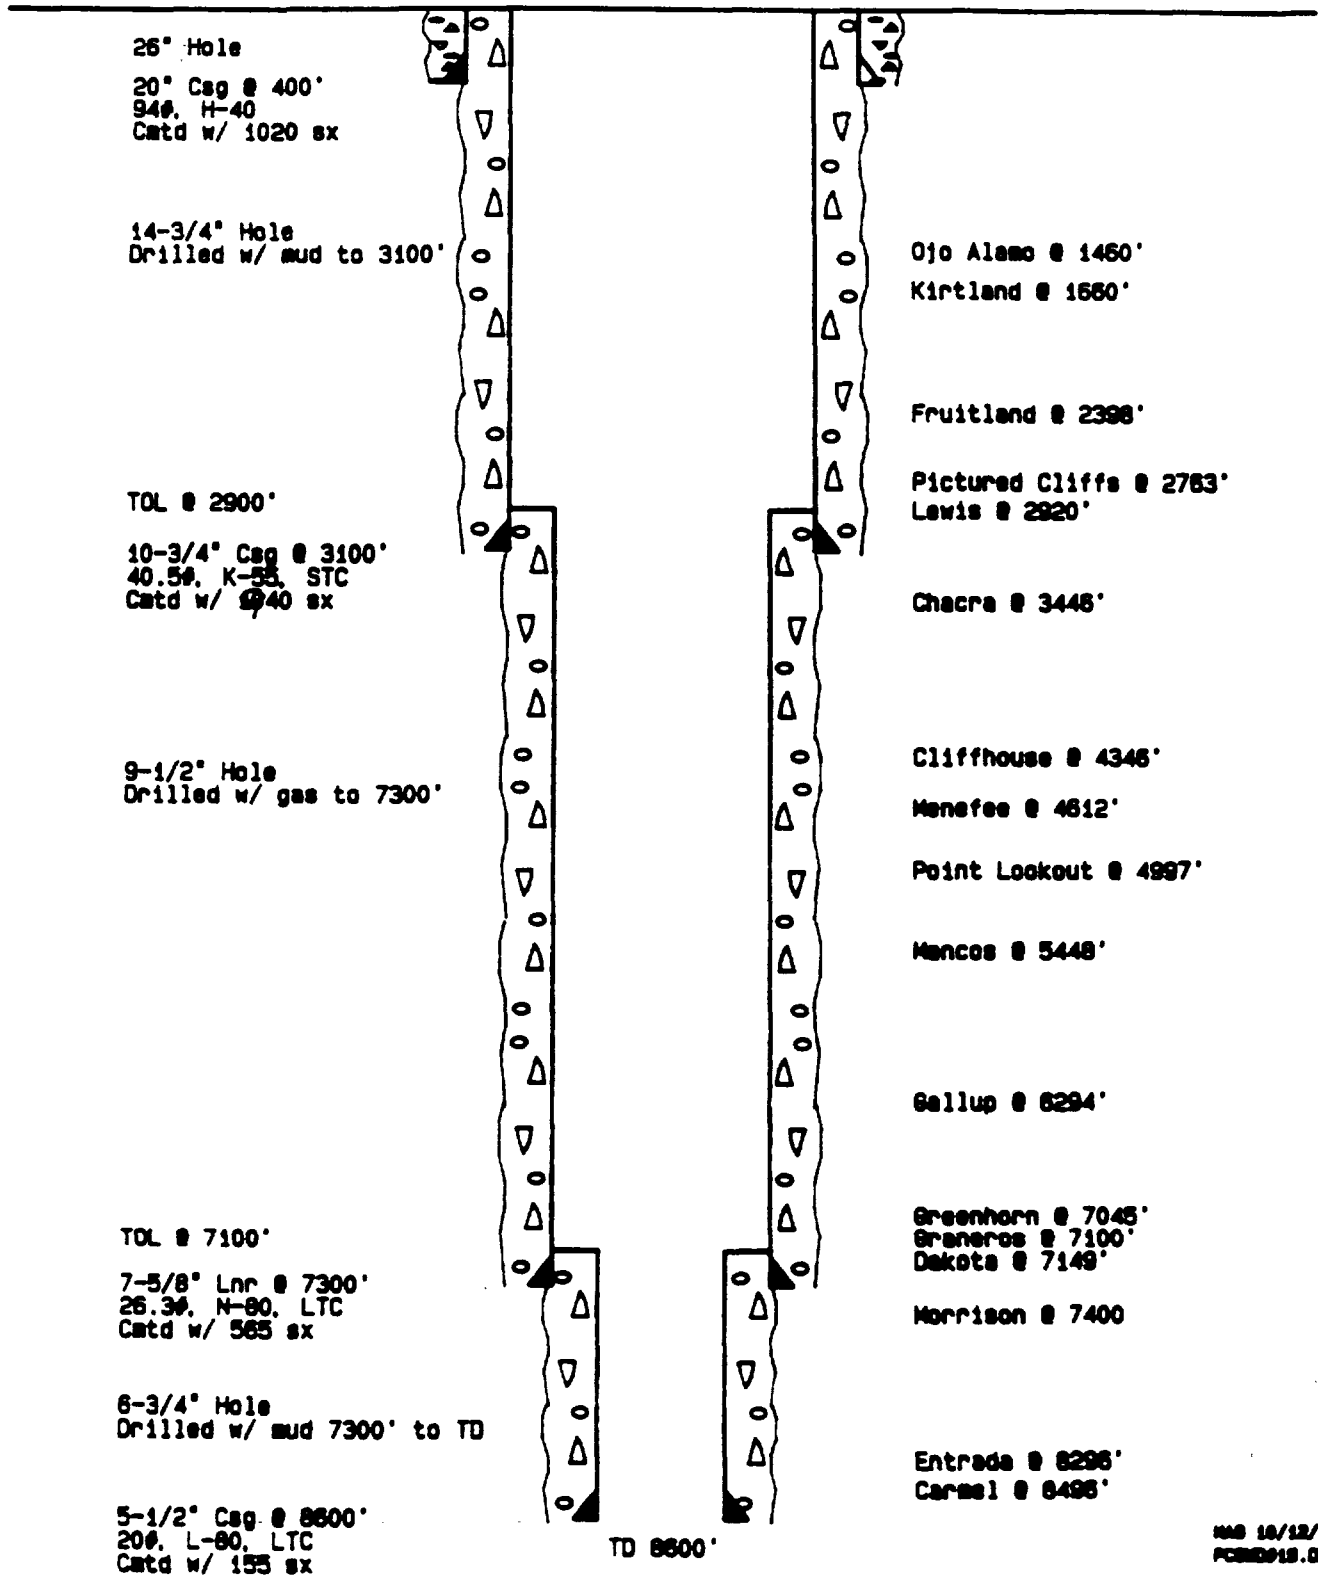 26" Hole
20" Csg @ 400'
94#, H-40
Cmtd w/ 1020 sx
14-3/4" Hole
Drilled w/ mud to 3100'
TOL @ 2900'
10-3/4" Csg @ 3100'
40.5#, K-55, STC
Cmtd w/ sx
9-1/2" Hole
Drilled w/ gas to 7300'
TOL @ 7100'
7-5/8" Lnr @ 7300'
26.3#, N-80, LTC
Cmtd w/ 565 sx
6-3/4" Hole
Drilled w/ mud 7300' to TD
5-1/2" Csg @ 8600'
20#, L-80, LTC
Cmtd w/ 155 sx
TD 8600'
Ojo Alamo @ 1460'
Kirtland @
Fruitland @ 2398'
Pictured Cliffs @ 2763'
Lewis @ 2920'
Chacra @ 3446'
Cliffhouse @ 4346'
Menefee @ 4612'
Point Lookout @ 4997'
Mancos @ 5448'
Gallup @ 6294'
Greenhorn @ 7045'
Graneros @ 7100'
Dakota @ 7149'
Morrison @ 7400
Entrada @ 8296'
Carmel @ 8496'